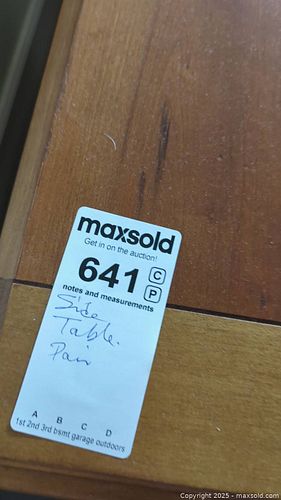 maxsold
Get in on the auction!
641 C
P
notes and measurements
Side
Table.
Pair
A B C D
1st 2nd 3rd bsmt garage outdoors
Copyright 2025 - maxsold.com